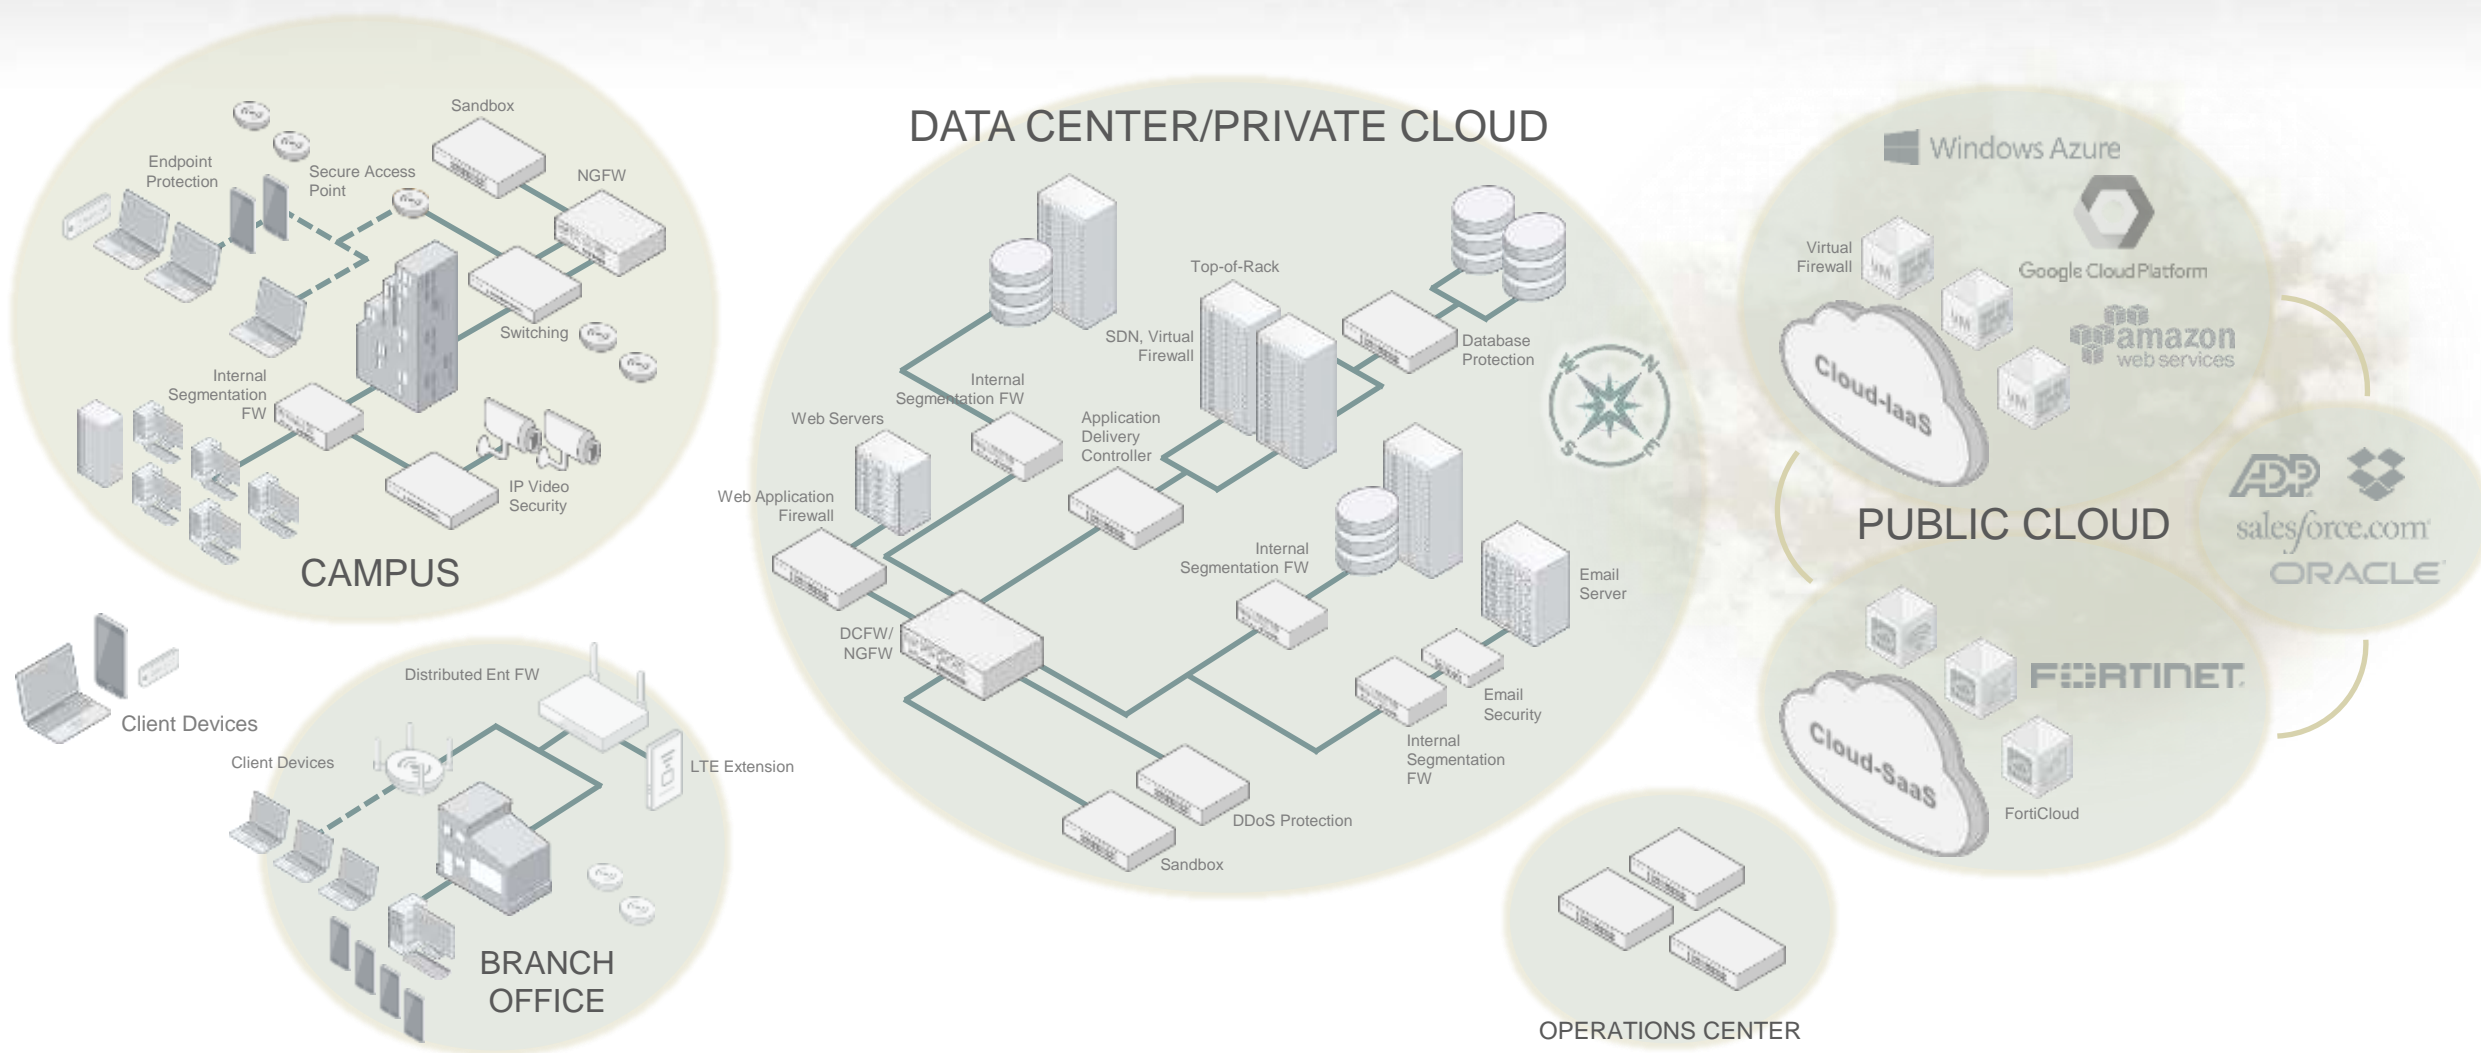 Sandbox
Endpoint
Protection
Secure Access
Point
NGFW
Switching
Internal
Segmentation
FW
IP Video
Security
CAMPUS
Client Devices
Distributed Ent FW
Client Devices
LTE Extension
BRANCH
OFFICE
DATA CENTER/PRIVATE CLOUD
Top-of-Rack
SDN, Virtual
Firewall
Database
Protection
Internal
Segmentation FW
Web Servers
Application
Delivery
Controller
Web Application
Firewall
Internal
Segmentation FW
Email
Server
DCFW/
NGFW
Email
Security
Internal
Segmentation
FW
DDoS Protection
Sandbox
W
N
S
E
OPERATIONS CENTER
Windows Azure
Google Cloud Platform
Virtual
Firewall
VM
VM
VM
amazon
web services
Cloud-IaaS
PUBLIC CLOUD
ADP
salesforce.com
ORACLE
FORTINET
Cloud-SaaS
FortiCloud